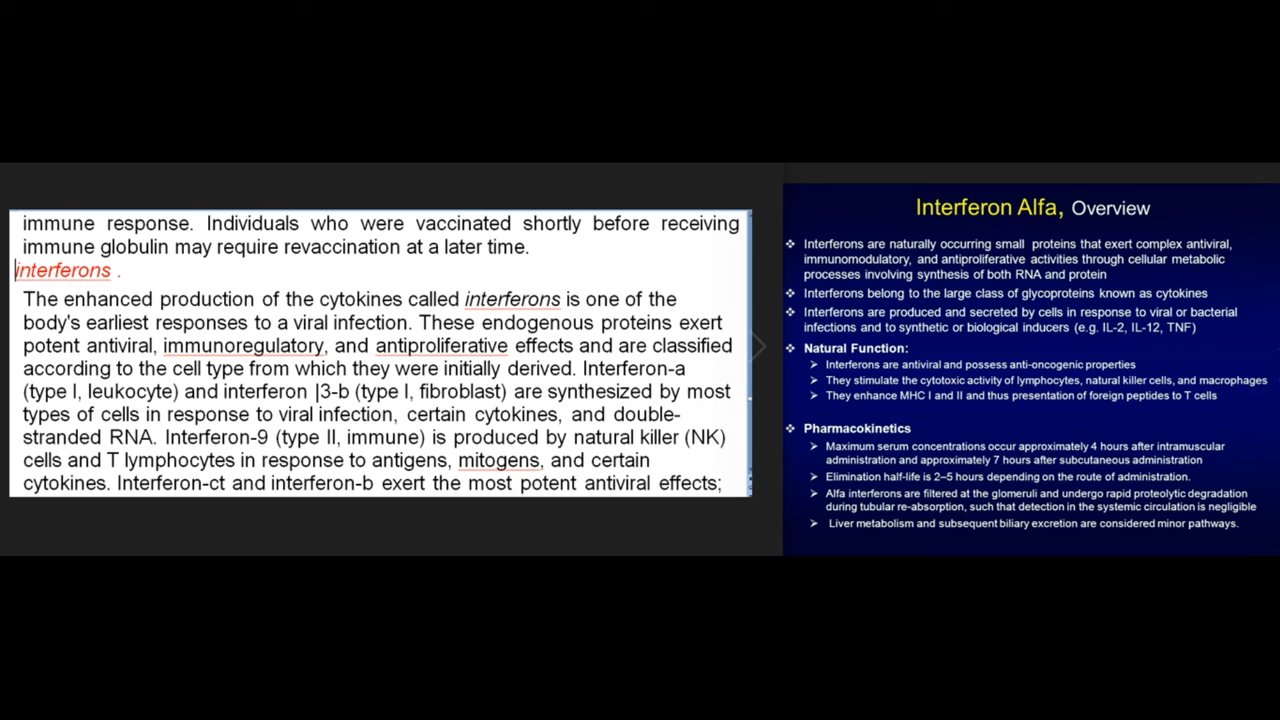 immune response. Individuals who were vaccinated shortly before receiving
immune globulin may require revaccination at a later time.
interferons .
The enhanced production of the cytokines called interferons is one of the
body's earliest responses to a viral infection. These endogenous proteins exert
potent antiviral, immunoregulatory, and antiproliferative effects and are classified
according to the cell type from which they were initially derived. Interferon-a
(type I, leukocyte) and interferon |3-b (type I, fibroblast) are synthesized by most
types of cells in response to viral infection, certain cytokines, and double-
stranded RNA. Interferon-9 (type II, immune) is produced by natural killer (NK)
cells and T lymphocytes in response to antigens, mitogens, and certain
cytokines. Interferon-ct and interferon-b exert the most potent antiviral effects;
Interferon Alfa, Overview
Interferons are naturally occurring small proteins that exert complex antiviral,
immunomodulatory, and antiproliferative activities through cellular metabolic
processes involving synthesis of both RNA and protein
Interferons belong to the large class of glycoproteins known as cytokines
Interferons are produced and secreted by cells in response to viral or bacterial
infections and to synthetic or biological inducers (e.g. IL-2, IL-12, TNF)
Natural Function:
Interferons are antiviral and possess anti-oncogenic properties
They stimulate the cytotoxic activity of lymphocytes, natural killer cells, and macrophages
They enhance MHC I and II and thus presentation of foreign peptides to T cells
Pharmacokinetics
Maximum serum concentrations occur approximately 4 hours after intramuscular
administration and approximately 7 hours after subcutaneous administration
Elimination half-life is 2–5 hours depending on the route of administration.
Alfa interferons are filtered at the glomeruli and undergo rapid proteolytic degradation
during tubular re-absorption, such that detection in the systemic circulation is negligible
Liver metabolism and subsequent biliary excretion are considered minor pathways.